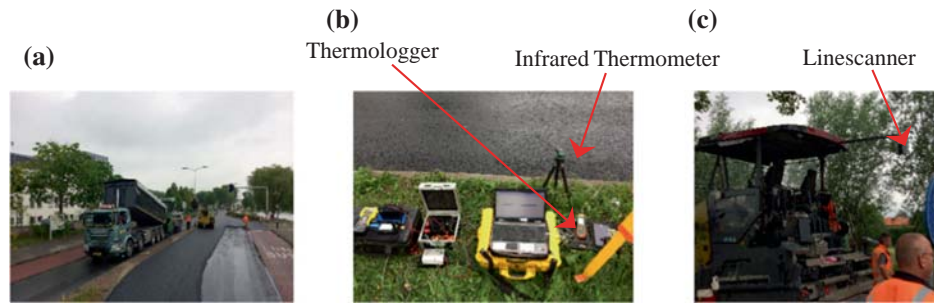 (a)
(b)
(c)
Thermologger
Infrared Thermometer
Linescanner